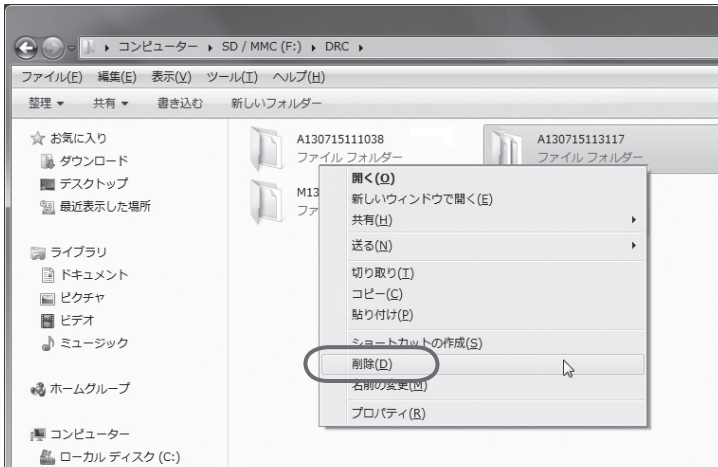 コンピューター ▸ SD / MMC (F:) ▸ DRC ▸
ファイル(F) 編集(E) 表示(V) ツール(T) ヘルプ(H)
整理 ▼ 共有 ▼ 書き込む 新しいフォルダー
お気に入り
ダウンロード
デスクトップ
最近表示した場所
ライブラリ
ドキュメント
ピクチャ
ビデオ
ミュージック
ホームグループ
コンピューター
ローカル ディスク (C:)
A130715111038
ファイル フォルダー
A130715113117
ファイル フォルダー
M13
ファ
開く(O)
新しいウィンドウで開く(E)
共有(H)
送る(N)
切り取り(T)
コピー(C)
貼り付け(P)
ショートカットの作成(S)
削除(D)
名前の変更(M)
プロパティ(R)